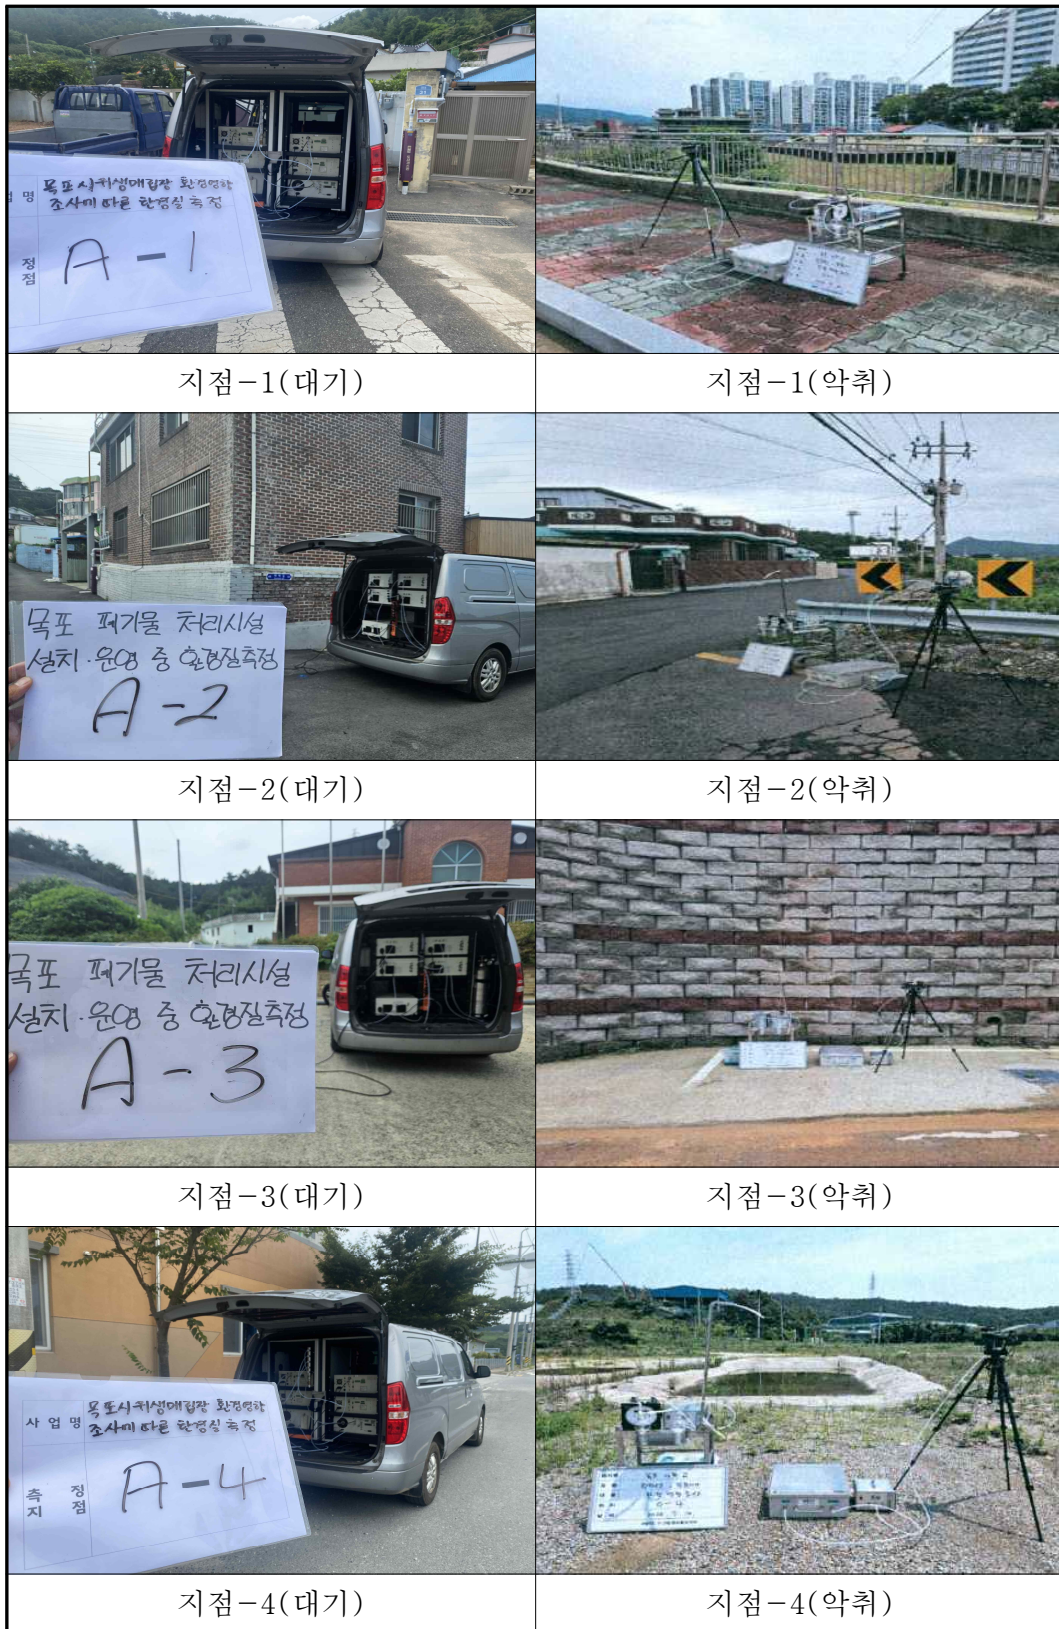 업명 목포시위생매립장 환경영향
조사에 따른 환경질 측정
정점 A-1
지점-1(대기)
지점-1(악취)
목포 폐기물 처리시설
설치·운영 중 환경질측정
A-2
지점-2(대기)
지점-2(악취)
목포 폐기물 처리시설
설치·운영 중 환경질측정
A-3
지점-3(대기)
지점-3(악취)
사업명 목포시위생매립장 환경영향
조사에 따른 환경질 측정
측정지점 A-4
O-4
지점-4(대기)
지점-4(악취)